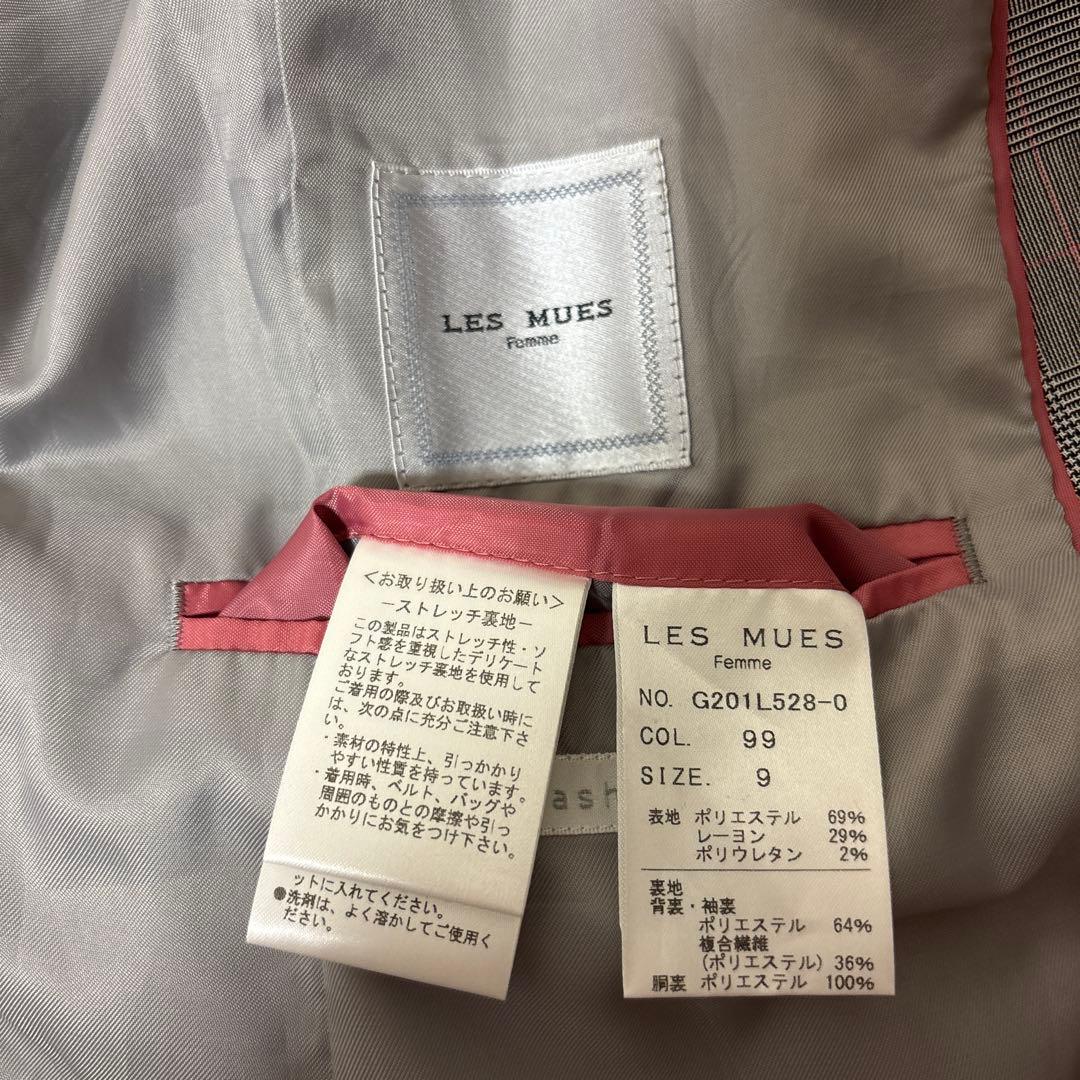 LES MUES
Femme
<お取り扱い上のお願い>
ーストレッチ裏地ー
この製品はストレッチ性・ソ
フト感を重視したデリケート
なストレッチ裏地を使用して
おります。
ご着用の際及びお取扱い時に
は、次の点に充分ご注意下さ
い。
・素材の特性上、引っかかり
やすい性質を持っています。
・着用時、ベルト、バッグや
周囲のものとの摩擦や引っ
かかりにお気をつけ下さい。
ットに入れてください。
●洗剤は、よく溶かしてご使用く
ださい。
ash
LES MUES
Femme
NO. G201L528-0
COL. 99
SIZE. 9
表地 ポリエステル 69%
レーヨン 29%
ポリウレタン 2%
裏地
背裏・袖裏
ポリエステル 64%
複合繊維
(ポリエステル) 36%
胴裏 ポリエステル 100%